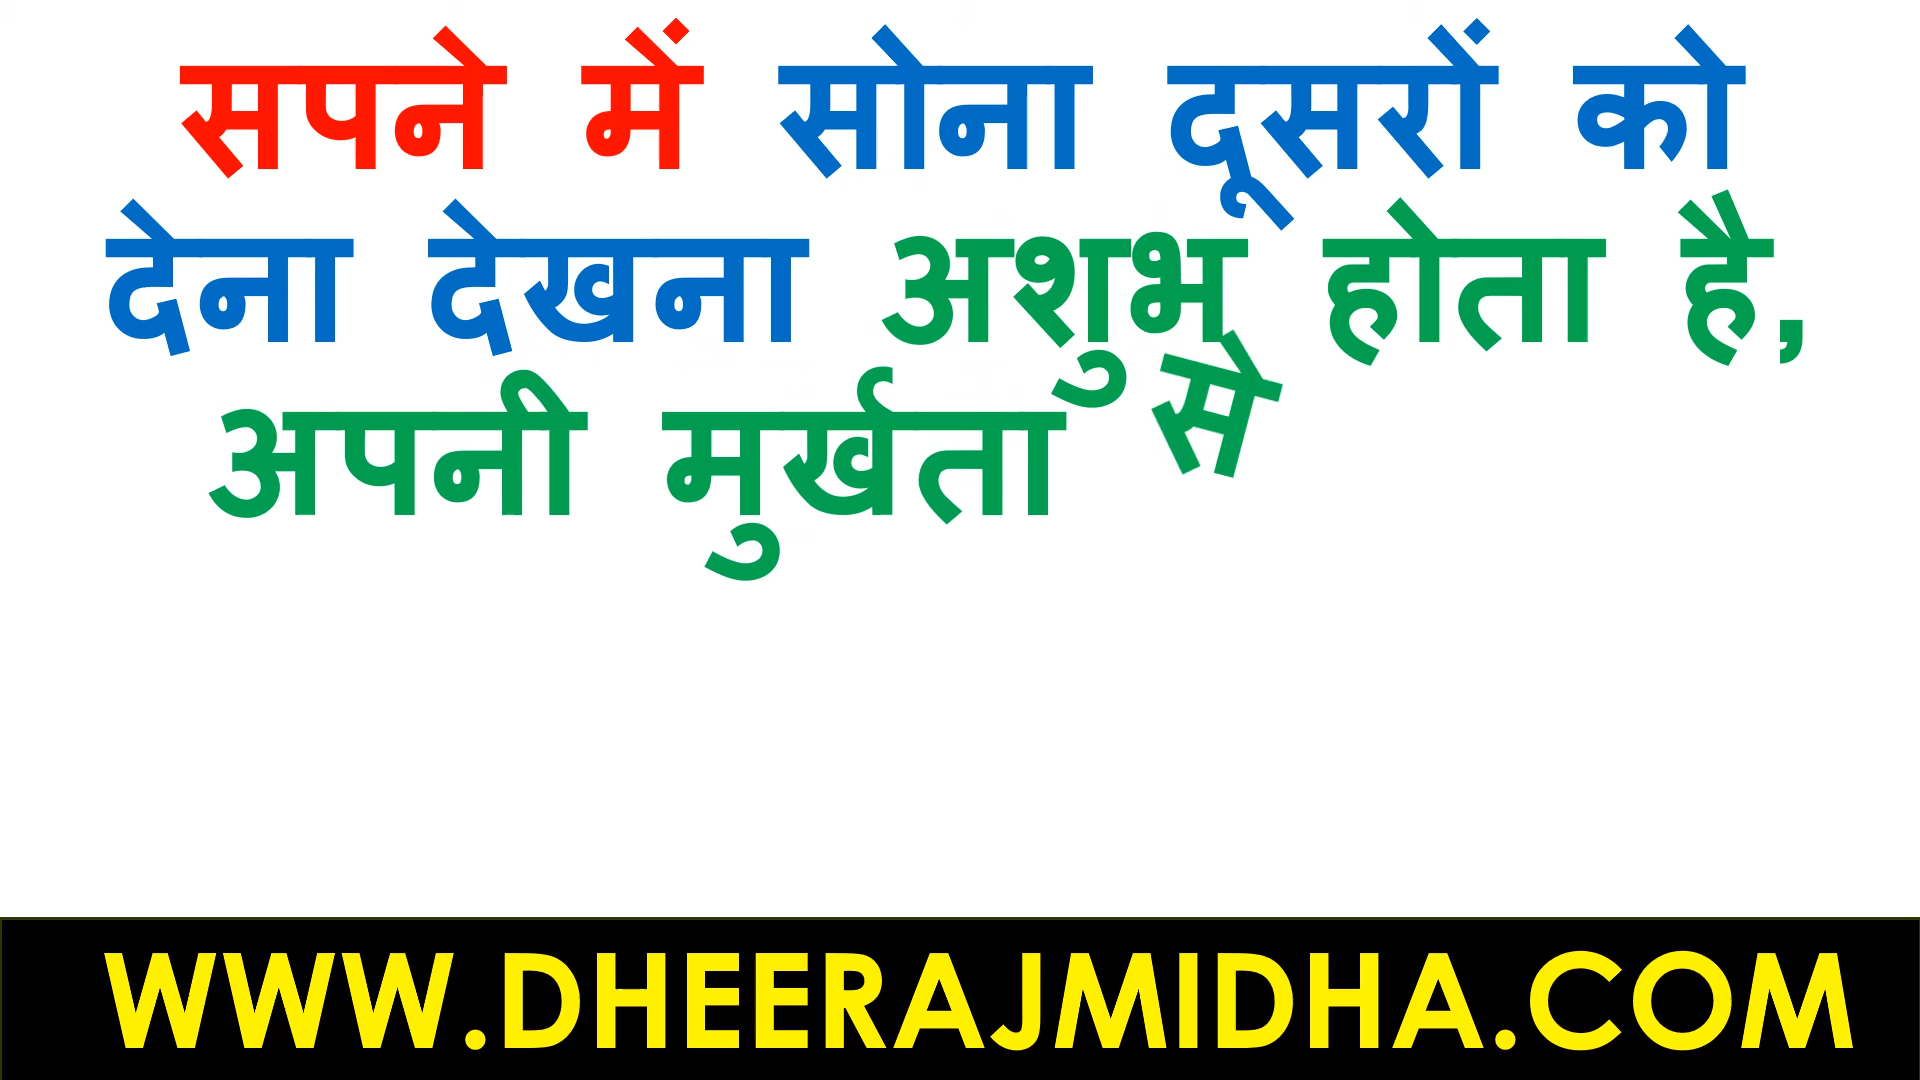 सपने में सोना दूसरों को
देना देखना अशुभ होता है,
अपनी मुर्खता से
WWW.DHEERAJMIDHA.COM